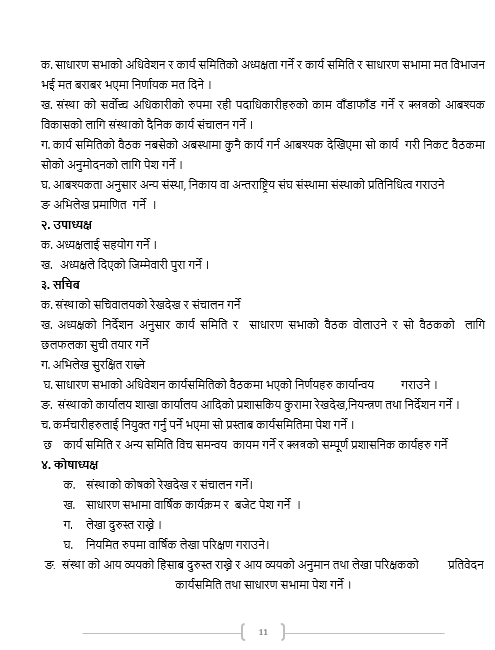 क. साधारण सभाको अधिवेशन र कार्य समितिको अध्यक्षता गर्ने र कार्य समिति र साधारण सभामा मत विभाजन
भई मत बराबर भएमा निर्णायक मत दिने ।
ख. संस्था को सर्वोच्च अधिकारीको रुपमा रही पदाधिकारीहरुको काम वाँडाफाँड गर्ने र क्लवको आबश्यक
विकासको लागि संस्थाको दैनिक कार्य संचालन गर्ने ।
ग. कार्य समितिको वैठक नबसेको अबस्थामा कुनै कार्य गर्न आबश्यक देखिएमा सो कार्य गरी निकट वैठकमा
सोको अनुमोदनको लागि पेश गर्ने ।
घ. आबश्यकता अनुसार अन्य संस्था, निकाय वा अन्तराष्ट्रिय संघ संस्थामा संस्थाको प्रतिनिधित्व गराउने
ङ अभिलेख प्रमाणित गर्ने ।
२. उपाध्यक्ष
क. अध्यक्षलाई सहयोग गर्ने ।
ख. अध्यक्षले दिएको जिम्मेवारी पुरा गर्ने ।
३. सचिब
क. संस्थाको सचिवालयको रेखदेख र संचालन गर्ने
ख. अध्यक्षको निर्देशन अनुसार कार्य समिति र साधारण सभाको वैठक वोलाउने र सो वैठकको लागि
छलफलका सुची तयार गर्ने
ग. अभिलेख सुरक्षित राख्ने
घ. साधारण सभाको अधिवेशन कार्यसमितिको वैठकमा भएको निर्णयहरु कार्यान्वय गराउने ।
ङ. संस्थाको कार्यालय शाखा कार्यालय आदिको प्रशासकिय कुरामा रेखदेख,नियन्त्रण तथा निर्देशन गर्ने ।
च. कर्मचारीहरुलाई नियुक्त गर्नु पर्ने भएमा सो प्रस्ताब कार्यसमितिमा पेश गर्ने ।
छ कार्य समिति र अन्य समिति विच समन्वय कायम गर्ने र क्लवको सम्पूर्ण प्रशासनिक कार्यहरु गर्ने
४. कोषाध्यक्ष
क. संस्थाको कोषको रेखदेख र संचालन गर्ने।
ख. साधारण सभामा वार्षिक कार्यक्रम र बजेट पेश गर्ने ।
ग. लेखा दुरुस्त राख्ने ।
घ. नियमित रुपमा वार्षिक लेखा परिक्षण गराउने।
ङ. संस्था को आय व्ययको हिसाब दुरुस्त राख्ने र आय व्ययको अनुमान तथा लेखा परिक्षकको प्रतिवेदन
कार्यसमिति तथा साधारण सभामा पेश गर्ने ।
11